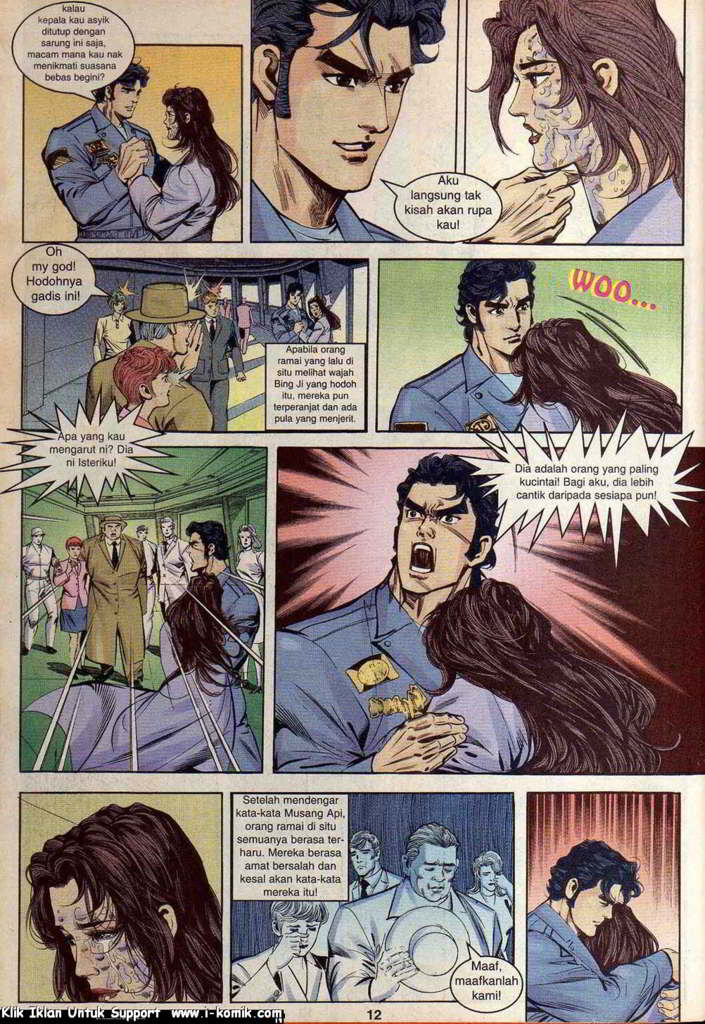 kalau
kepala kau asyik
ditutup dengan
sarung ini saja,
macam mana kau nak
menikmati suasana
bebas begini?
Aku
langsung tak
kisah akan rupa
kau!
Oh
my god!
Hodohnya
gadis ini!
Apabila orang
ramai yang lalu di
situ melihat wajah
Bing Ji yang hodoh
itu, mereka pun
terperanjat dan ada
pula yang menjerit.
WOO...
Apa yang kau
mengarut ni? Dia
ni Isteriku!
Dia adalah orang yang paling
kucintai! Bagi aku, dia lebih
cantik daripada sesiapa pun!
Setelah mendengar
kata-kata Musang Api,
orang ramai di situ
semuanya berasa ter-
haru. Mereka berasa
amat bersalah dan
kesal akan kata-kata
mereka itu!
Maaf,
maafkanlah
kami!
Klik Iklan Untuk Support www.i-komik.com
12